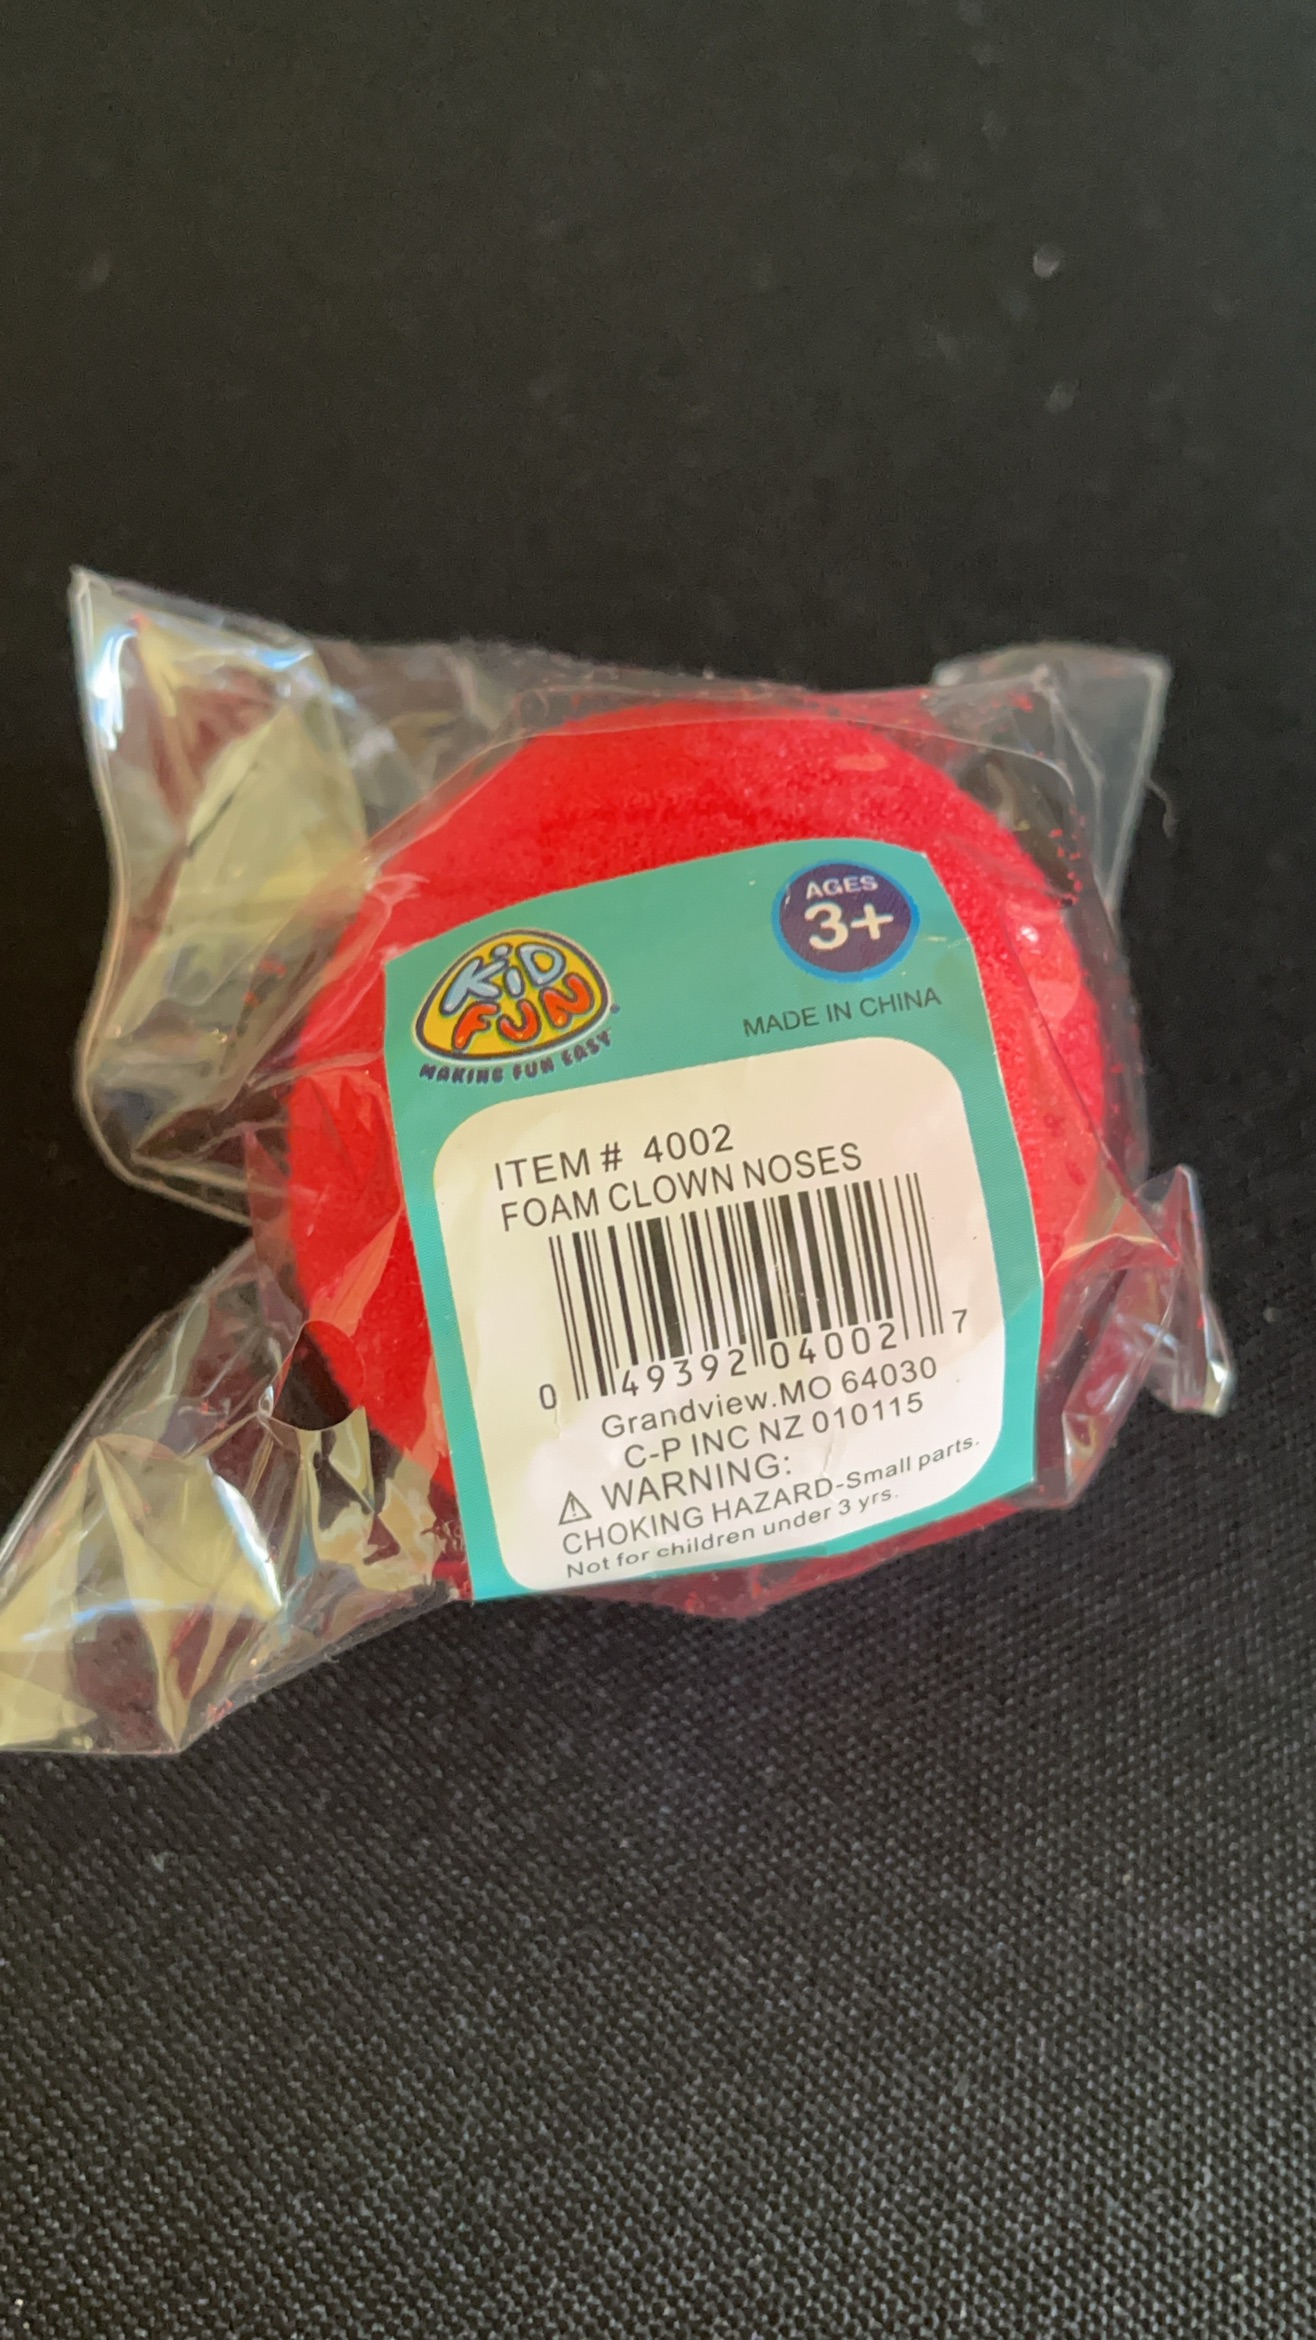 AGES
3+
KiD
FUN
MAKING FUN EASY
MADE IN CHINA
ITEM # 4002
FOAM CLOWN NOSES
0 49392 04002 7
Grandview.MO 64030
C-P INC NZ 010115
⚠ WARNING:
CHOKING HAZARD-Small parts.
Not for children under 3 yrs.